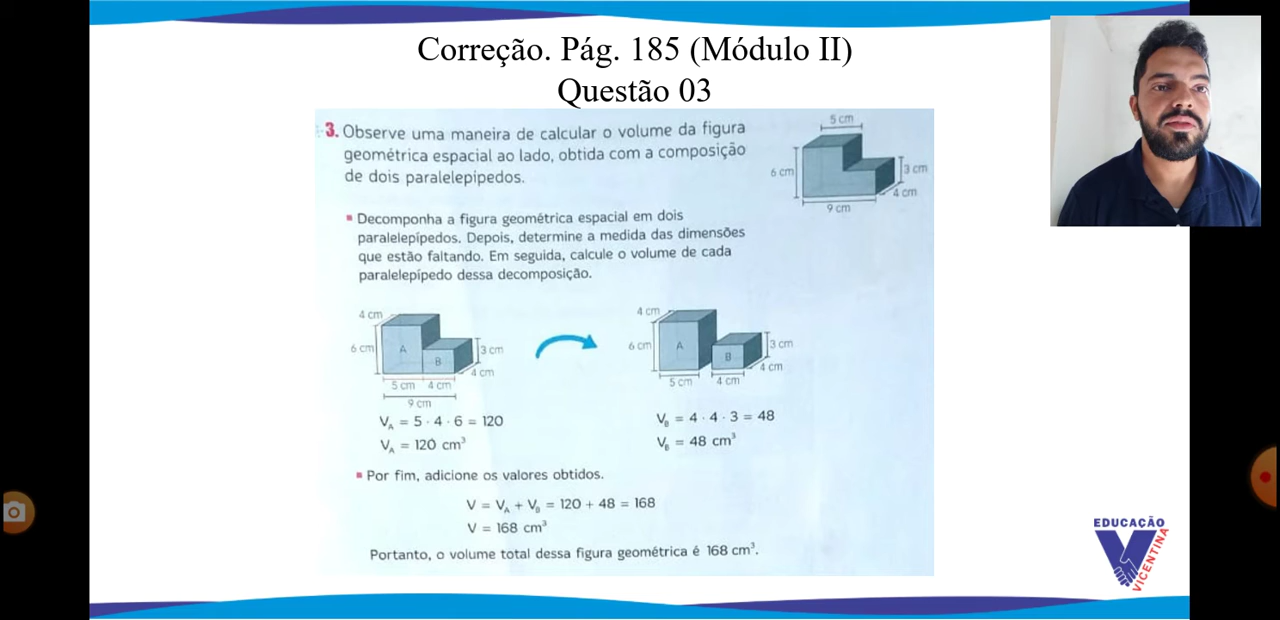 Correção. Pág. 185 (Módulo II)
Questão 03
3. Observe uma maneira de calcular o volume da figura
geométrica espacial ao lado, obtida com a composição
de dois paralelepípedos.
5 cm
6 cm
3 cm
4 cm
9 cm
Decomponha a figura geométrica espacial em dois
paralelepípedos. Depois, determine a medida das dimensões
que estão faltando. Em seguida, calcule o volume de cada
paralelepípedo dessa decomposição.
4 cm
6 cm
A
B
3 cm
4 cm
5 cm 4 cm
9 cm
4 cm
6 cm
A
B
3 cm
4 cm
5 cm
4 cm
V_A = 5 · 4 · 6 = 120
V_A = 120 cm³
V_B = 4 · 4 · 3 = 48
V_B = 48 cm³
Por fim, adicione os valores obtidos.
V = V_A + V_B = 120 + 48 = 168
V = 168 cm³
Portanto, o volume total dessa figura geométrica é 168 cm³.
EDUCAÇÃO
VICENTINA